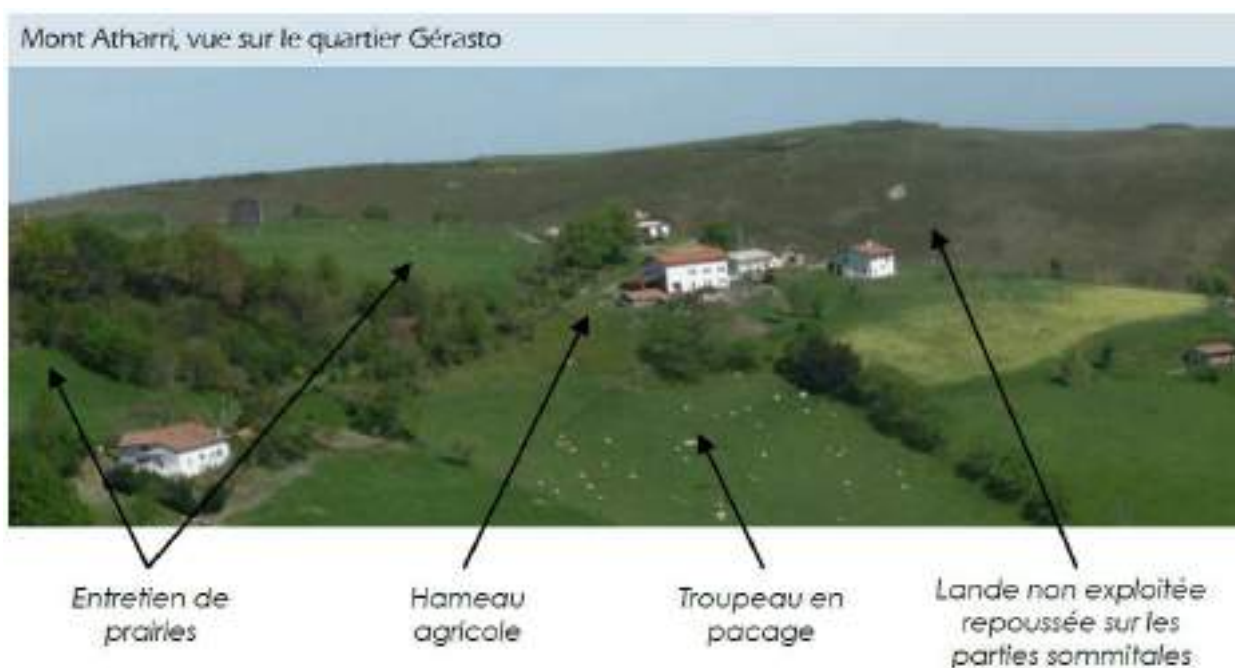 Mont Atharri, vue sur le quartier Gérasto
Entretien de
prairies
Hameau
agricole
Troupeau en
pacage
Lande non exploitée
repoussée sur les
parties sommitales